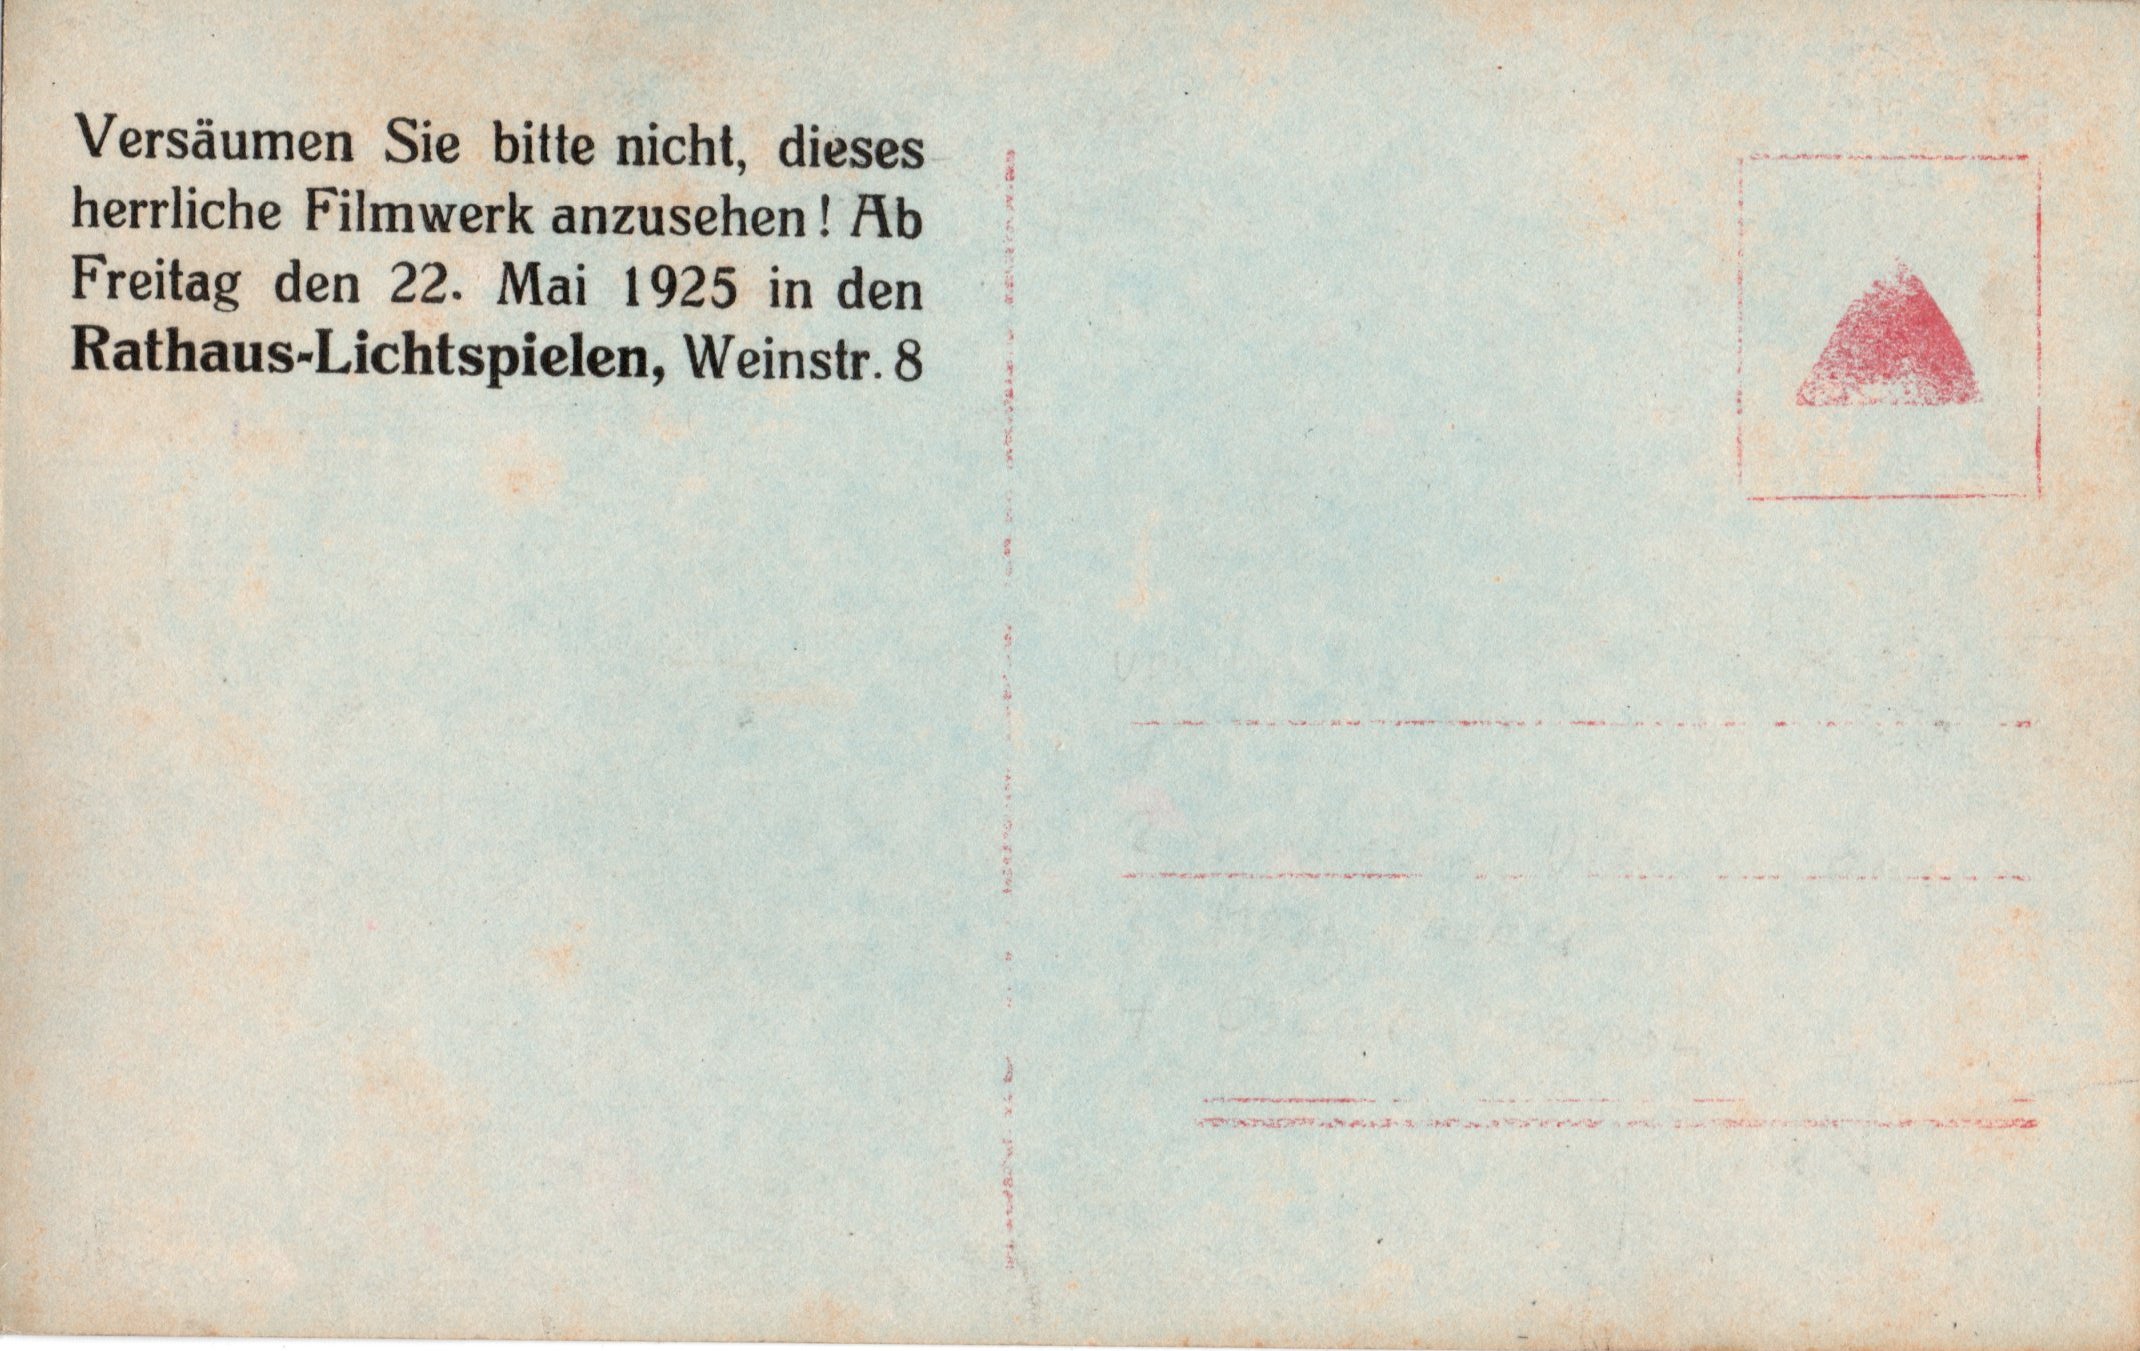 Versäumen Sie bitte nicht, dieses
herrliche Filmwerk anzusehen! Ab
Freitag den 22. Mai 1925 in den
Rathaus-Lichtspielen, Weinstr. 8